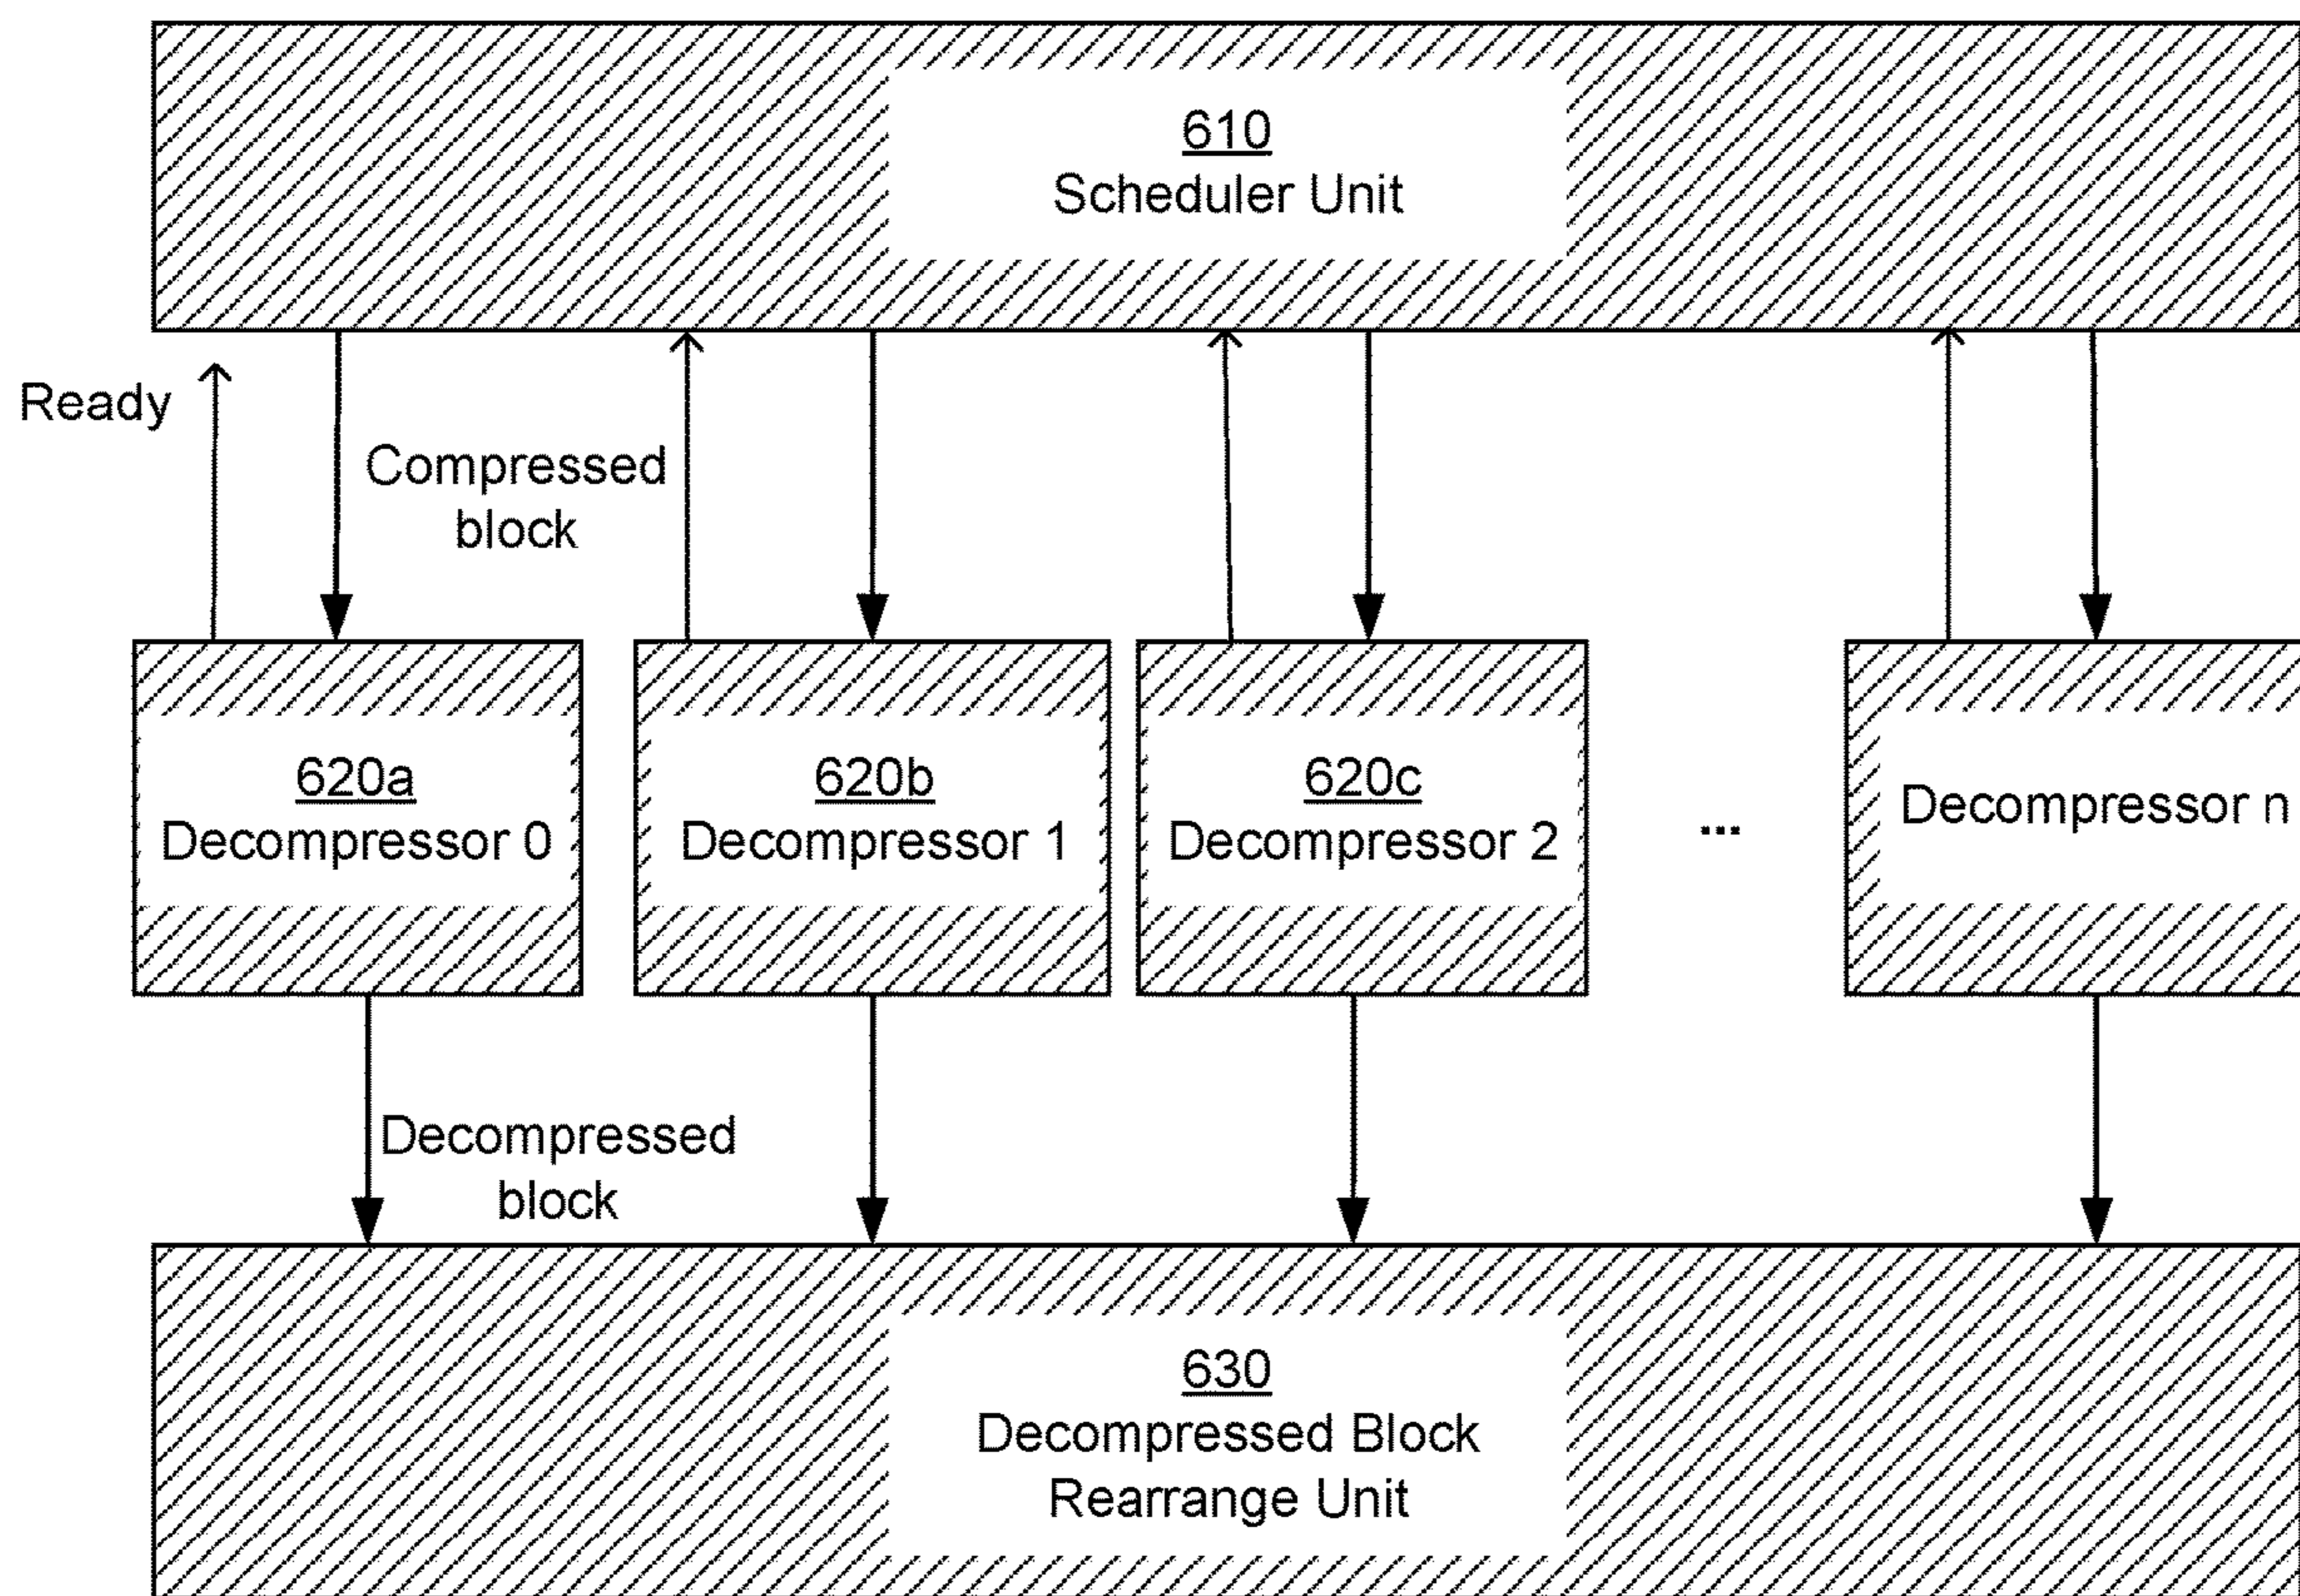 610
Scheduler Unit
Ready
Compressed
block
620a
Decompressor 0
620b
Decompressor 1
620c
Decompressor 2
...
Decompressor n
Decompressed
block
630
Decompressed Block
Rearrange Unit